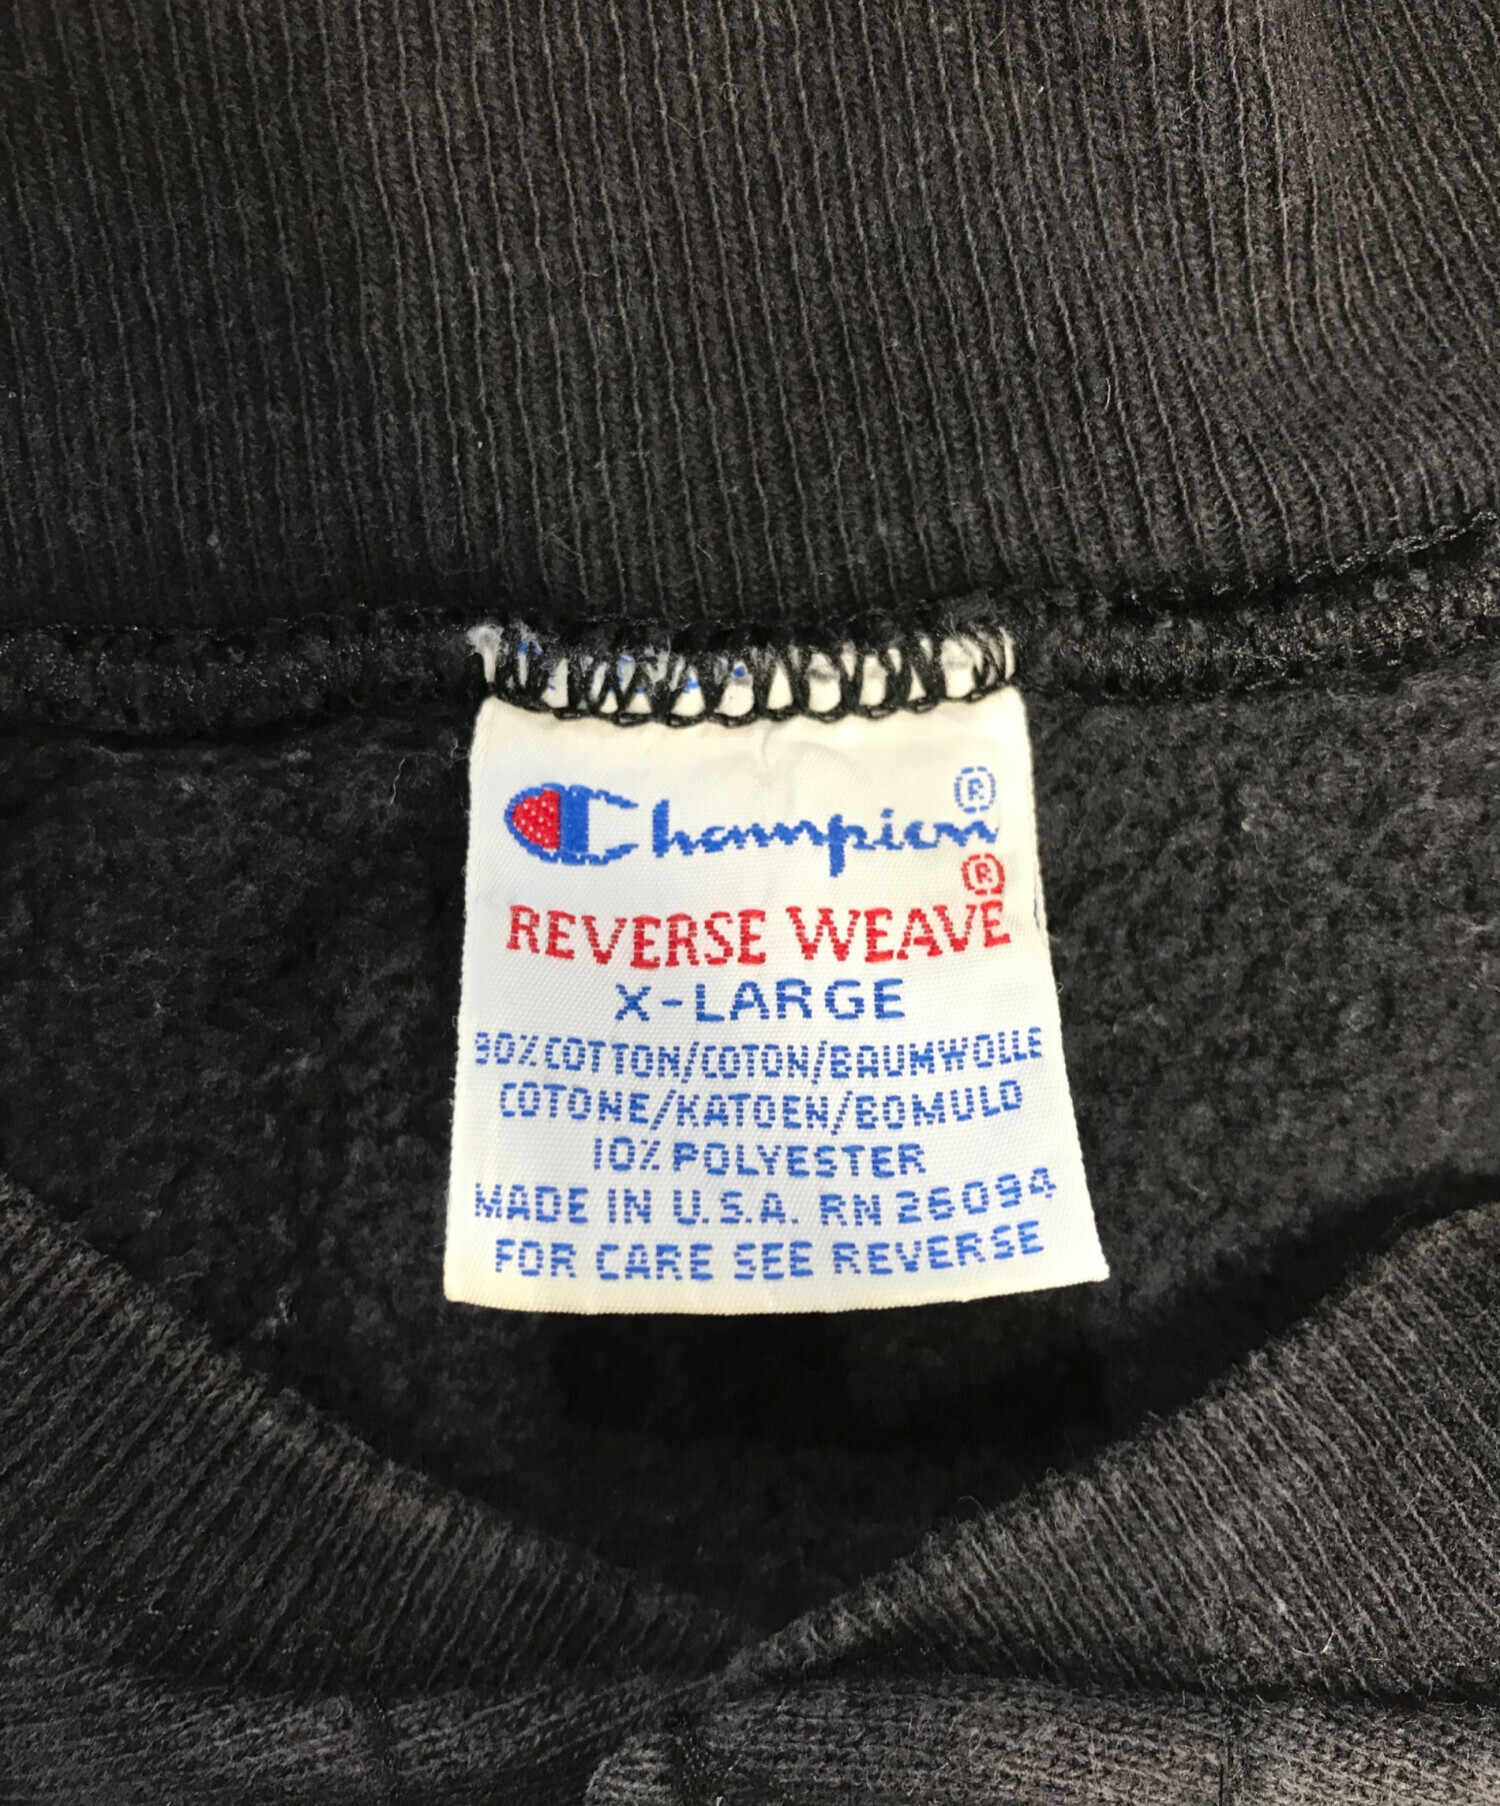 Champion®
REVERSE WEAVE®
X-LARGE
90% COTTON/COTON/BAUMWOLLE
COTONE/KATOEN/BOMULD
10% POLYESTER
MADE IN U.S.A. RN 26094
FOR CARE SEE REVERSE